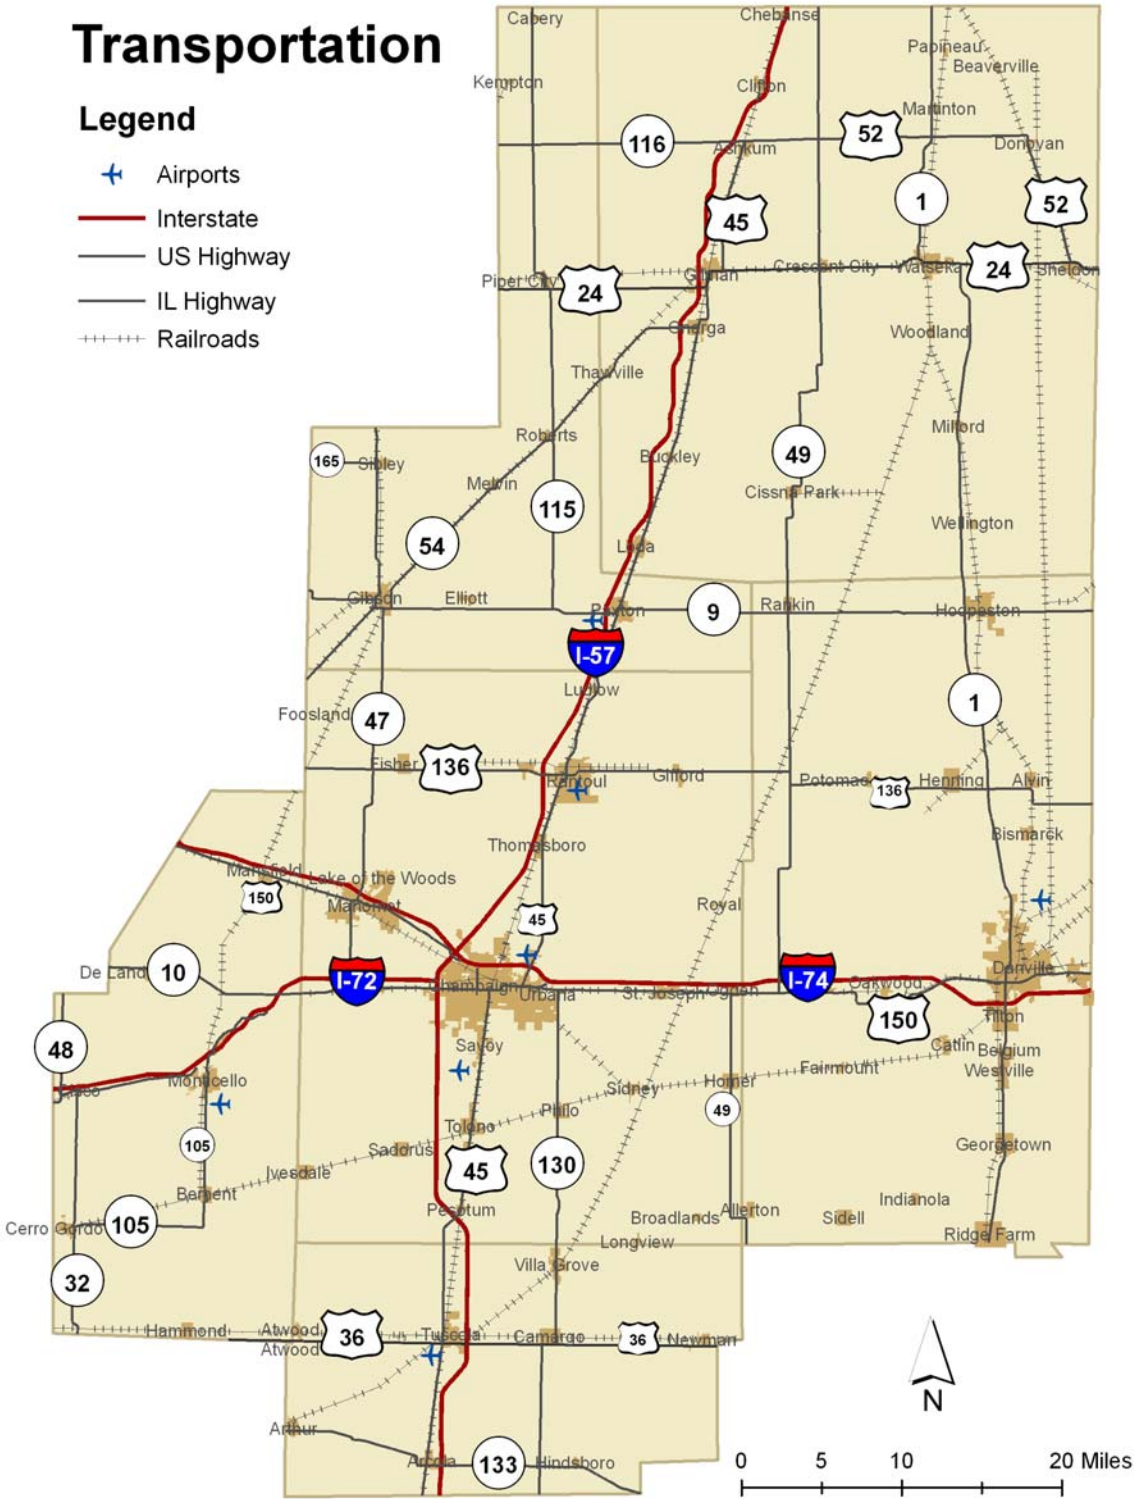 Transportation
Legend
Airports
Interstate
US Highway
IL Highway
Railroads
Cabery
Chebanse
Papineau
Beaverville
Kempton
Clifton
Martinton
116
52
Ashkum
Donovan
1
52
45
Piper City
24
Gilman
Crescent City
Watseka
24
Sheldon
Onarga
Woodland
Thawville
Roberts
Milford
165
Sibley
Buckley
49
Melvin
Cissna Park
115
54
Wellington
Loda
Gibson
Elliott
Paxton
9
Rankin
Hoopeston
I-57
Ludlow
Foosland
47
1
Fisher
136
Rantoul
Gifford
Potomac
136
Henning
Alvin
Thomasboro
Bismarck
Mansfield
Lake of the Woods
150
Mahomet
45
Royal
De Land
10
I-72
Champaign
Urbana
St. Joseph
Ogden
I-74
Oakwood
Danville
150
Tilton
48
Savoy
Catlin
Belgium
Westville
Monticello
Sidney
Homer
Fairmount
Philo
49
105
Tolono
Sadorus
45
130
Georgetown
Ivesdale
Bement
Cerro Gordo
105
Pesotum
Broadlands
Allerton
Sidell
Indianola
Longview
Ridge Farm
32
Villa Grove
Hammond
Atwood
Atwood
36
Tuscola
Camargo
36
Newman
N
Arthur
Arcola
133
Hindsboro
0 5 10 20 Miles